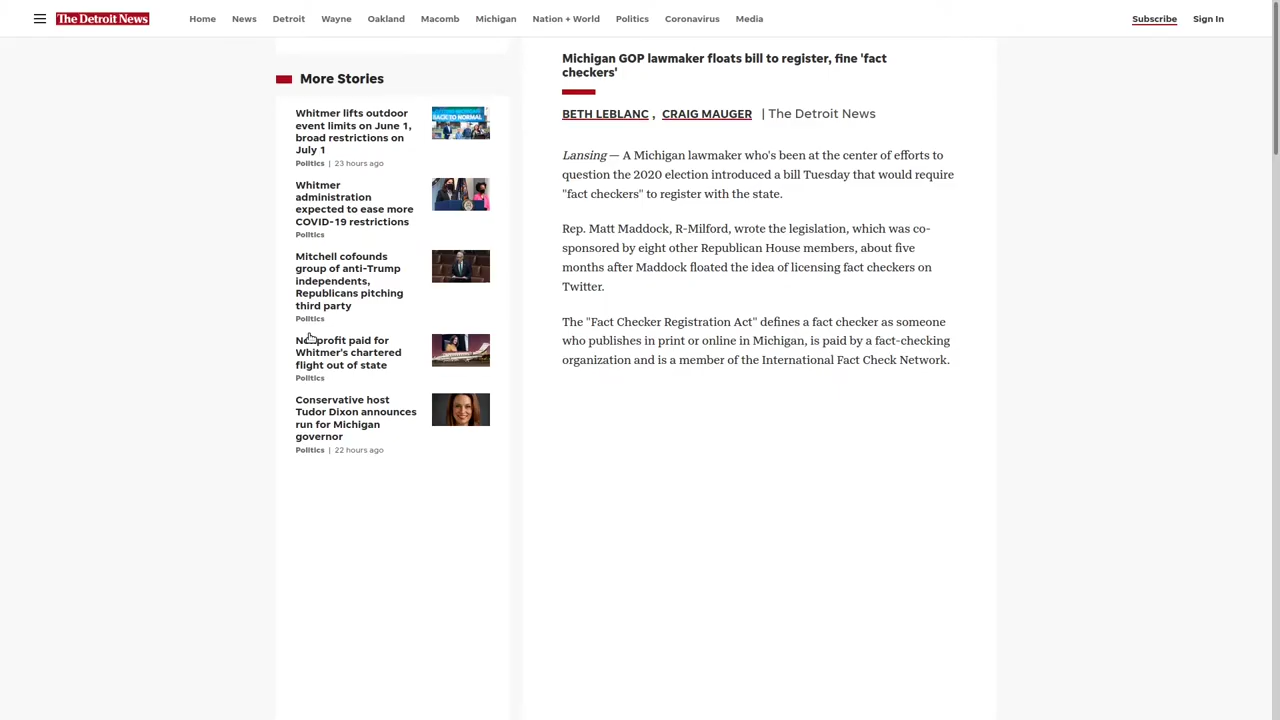 The Detroit News
Home
News
Detroit
Wayne
Oakland
Macomb
Michigan
Nation + World
Politics
Coronavirus
Media
Subscribe
Sign In
More Stories
Whitmer lifts outdoor
event limits on June 1,
broad restrictions on
July 1
Politics | 23 hours ago
BACK TO NORMAL
Whitmer
administration
expected to ease more
COVID-19 restrictions
Politics
Mitchell cofounds
group of anti-Trump
independents,
Republicans pitching
third party
Politics
Nonprofit paid for
Whitmer's chartered
flight out of state
Politics
Conservative host
Tudor Dixon announces
run for Michigan
governor
Politics | 22 hours ago
Michigan GOP lawmaker floats bill to register, fine 'fact
checkers'
BETH LEBLANC , CRAIG MAUGER | The Detroit News
Lansing — A Michigan lawmaker who's been at the center of efforts to
question the 2020 election introduced a bill Tuesday that would require
"fact checkers" to register with the state.
Rep. Matt Maddock, R-Milford, wrote the legislation, which was co-
sponsored by eight other Republican House members, about five
months after Maddock floated the idea of licensing fact checkers on
Twitter.
The "Fact Checker Registration Act" defines a fact checker as someone
who publishes in print or online in Michigan, is paid by a fact-checking
organization and is a member of the International Fact Check Network.